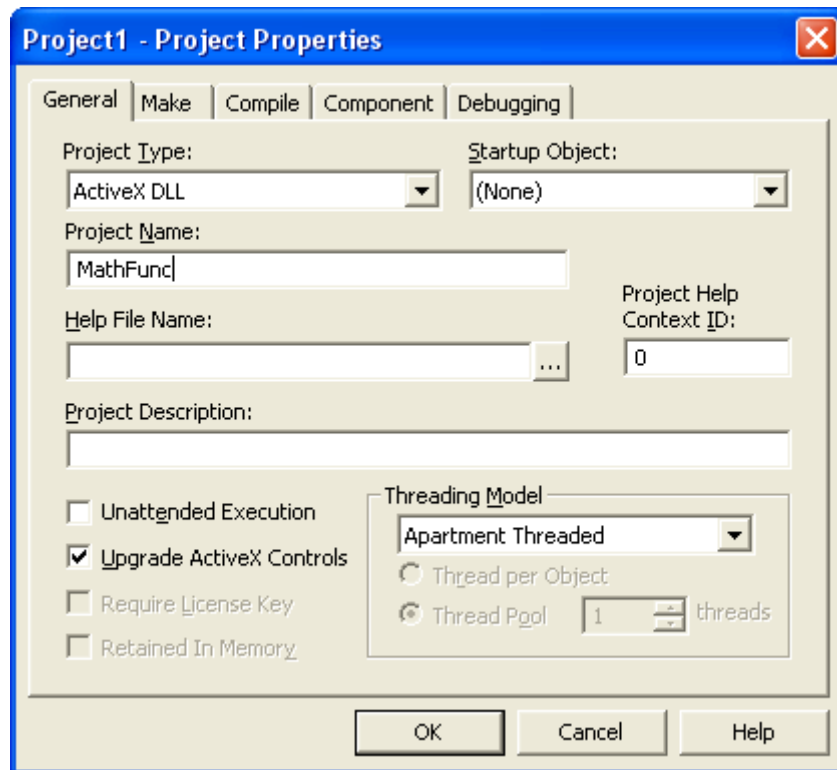 Project1 - Project Properties
General Make Compile Component Debugging
Project Type: Startup Object:
ActiveX DLL (None)
Project Name:
MathFunc
Project Help
Help File Name: Context ID:
... 0
Project Description:
Threading Model
Unattended Execution
Apartment Threaded
Upgrade ActiveX Controls
Thread per Object
Require License Key
Thread Pool 1 threads
Retained In Memory
OK Cancel Help